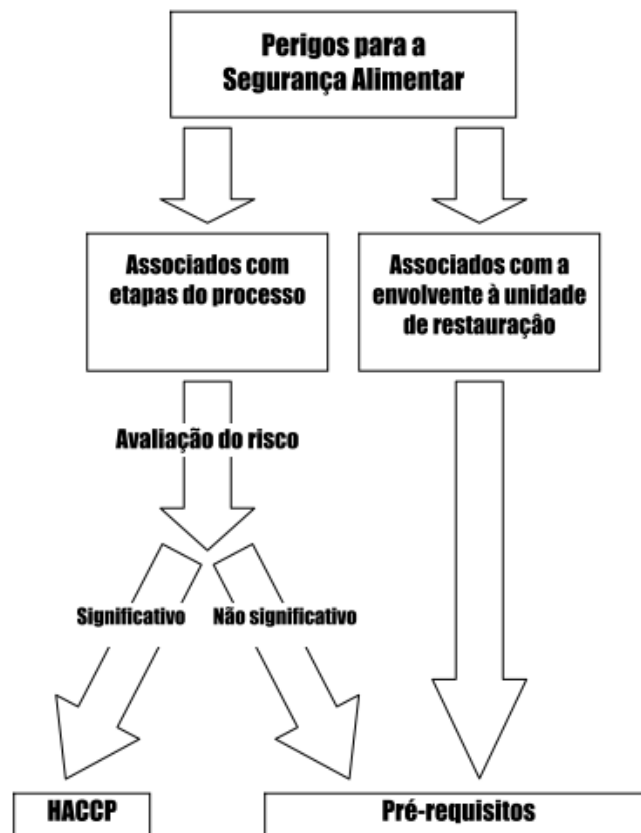 Perigos para a
Segurança Alimentar
Associados com
etapas do processo
Associados com a
envolvente à unidade
de restauração
Avaliação do risco
Significativo
Não significativo
HACCP
Pré-requisitos